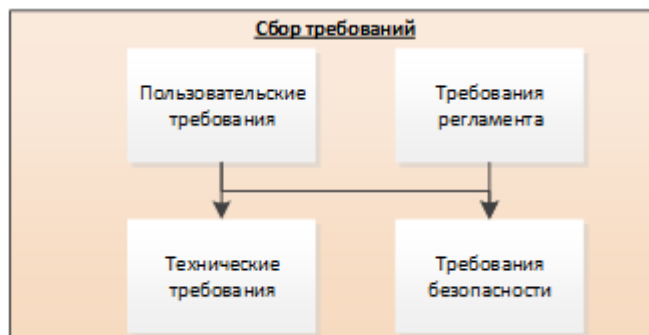 Сбор требований
Пользовательские
требования
Требования
регламента
Технические
требования
Требования
безопасности